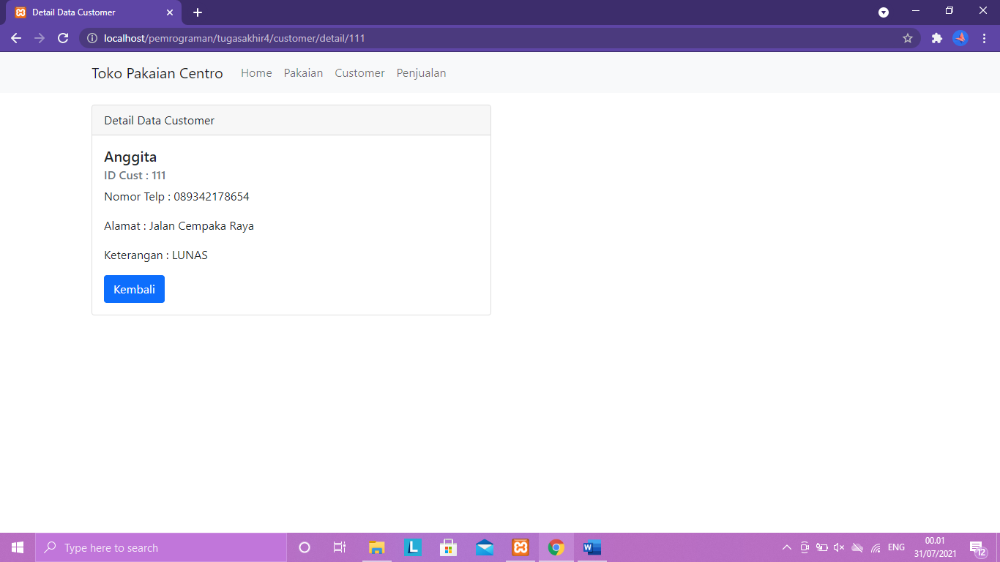 Detail Data Customer
localhost/pemrograman/tugasakhir4/customer/detail/111
Toko Pakaian Centro Home Pakaian Customer Penjualan
Detail Data Customer
Anggita
ID Cust : 111
Nomor Telp : 089342178654
Alamat : Jalan Cempaka Raya
Keterangan : LUNAS
Kembali
Type here to search
L
W
ENG
00.01
31/07/2021
12